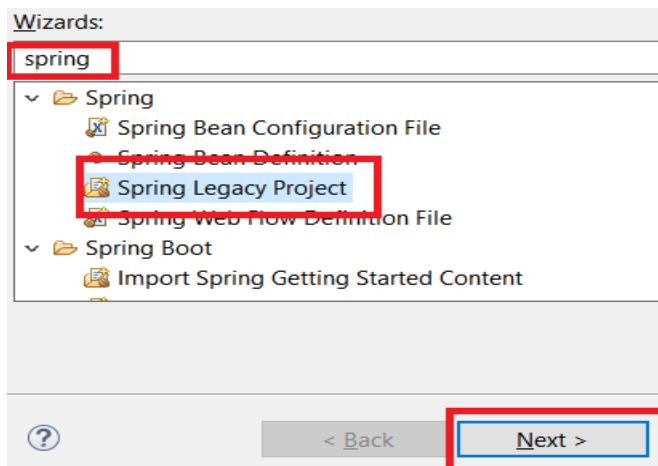 Wizards:
spring
Spring
Spring Bean Configuration File
Spring Bean Definition
Spring Legacy Project
Spring Web Flow Definition File
Spring Boot
Import Spring Getting Started Content
?
< Back
Next >